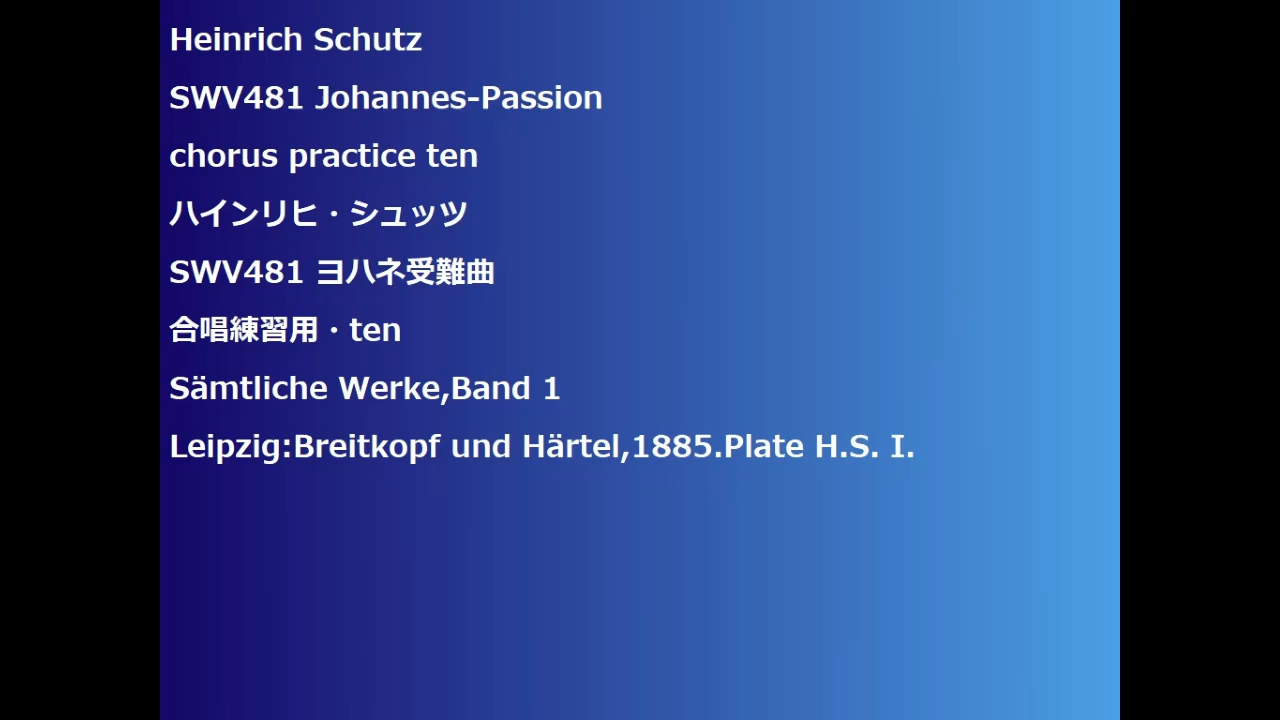 Heinrich Schutz
SWV481 Johannes-Passion
chorus practice ten
ハインリヒ・シュッツ
SWV481 ヨハネ受難曲
合唱練習用・ten
Sämtliche Werke,Band 1
Leipzig:Breitkopf und Härtel,1885.Plate H.S. I.